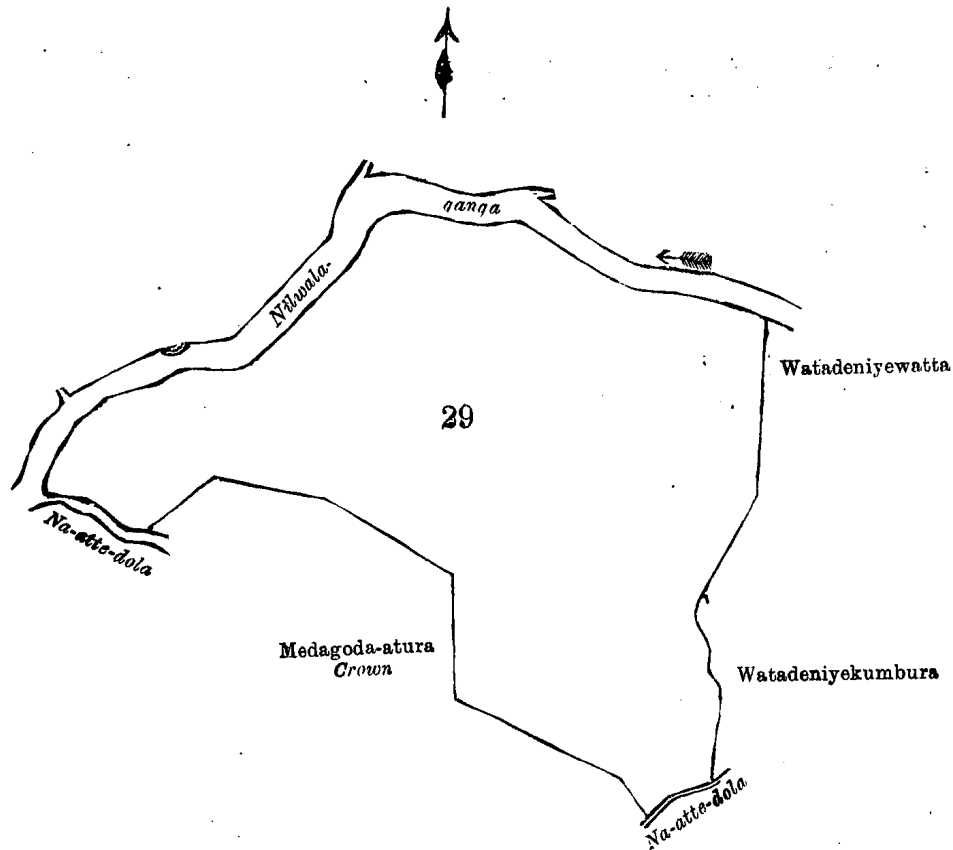 ganga
Nilwala-
Watadeniyewatta
29
Na-atte-dola
Medagoda-atura
Crown
Watadeniyekumbura
Na-atte-dola